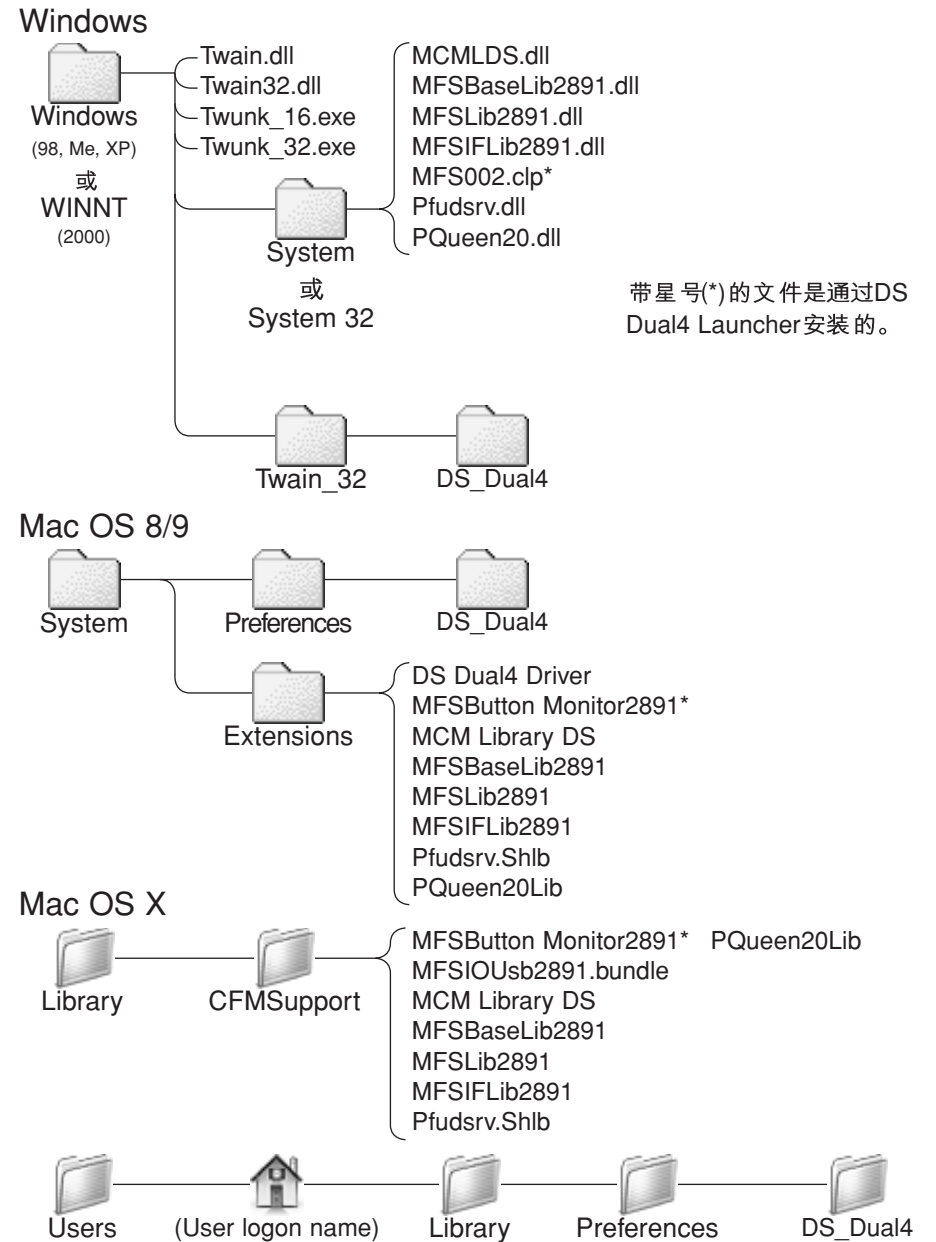 Windows
Windows
(98, Me, XP)
或
WINNT
(2000)
Twain.dll
Twain32.dll
Twunk_16.exe
Twunk_32.exe
System
或
System 32
MCMLDS.dll
MFSBaseLib2891.dll
MFSLib2891.dll
MFSIFLib2891.dll
MFS002.clp*
Pfudsrv.dll
PQueen20.dll
带星号(*)的文件是通过DS
Dual4 Launcher安装的。
Twain_32
DS_Dual4
Mac OS 8/9
System
Preferences
DS_Dual4
Extensions
DS Dual4 Driver
MFSButton Monitor2891*
MCM Library DS
MFSBaseLib2891
MFSLib2891
MFSIFLib2891
Pfudsrv.Shlb
PQueen20Lib
Mac OS X
Library
CFMSupport
MFSButton Monitor2891* PQueen20Lib
MFSIOUsb2891.bundle
MCM Library DS
MFSBaseLib2891
MFSLib2891
MFSIFLib2891
Pfudsrv.Shlb
Users
(User logon name)
Library
Preferences
DS_Dual4